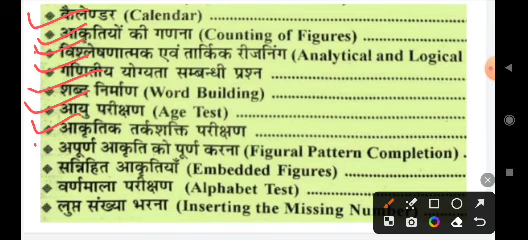 कैलेण्डर (Calendar) ........................................
आकृतियों की गणना (Counting of Figures) ....................
विश्लेषणात्मक एवं तार्किक रीजनिंग (Analytical and Logical
गणितीय योग्यता सम्बन्धी प्रश्न ........................................
शब्द निर्माण (Word Building) ........................................
आयु परीक्षण (Age Test) ........................................
आकृतिक तर्कशक्ति परीक्षण ........................................
अपूर्ण आकृति को पूर्ण करना (Figural Pattern Completion) .
सन्निहित आकृतियाँ (Embedded Figures) ....................
वर्णमाला परीक्षण (Alphabet Test) ....................
लुप्त संख्या भरना (Inserting the Missing Number) ..........